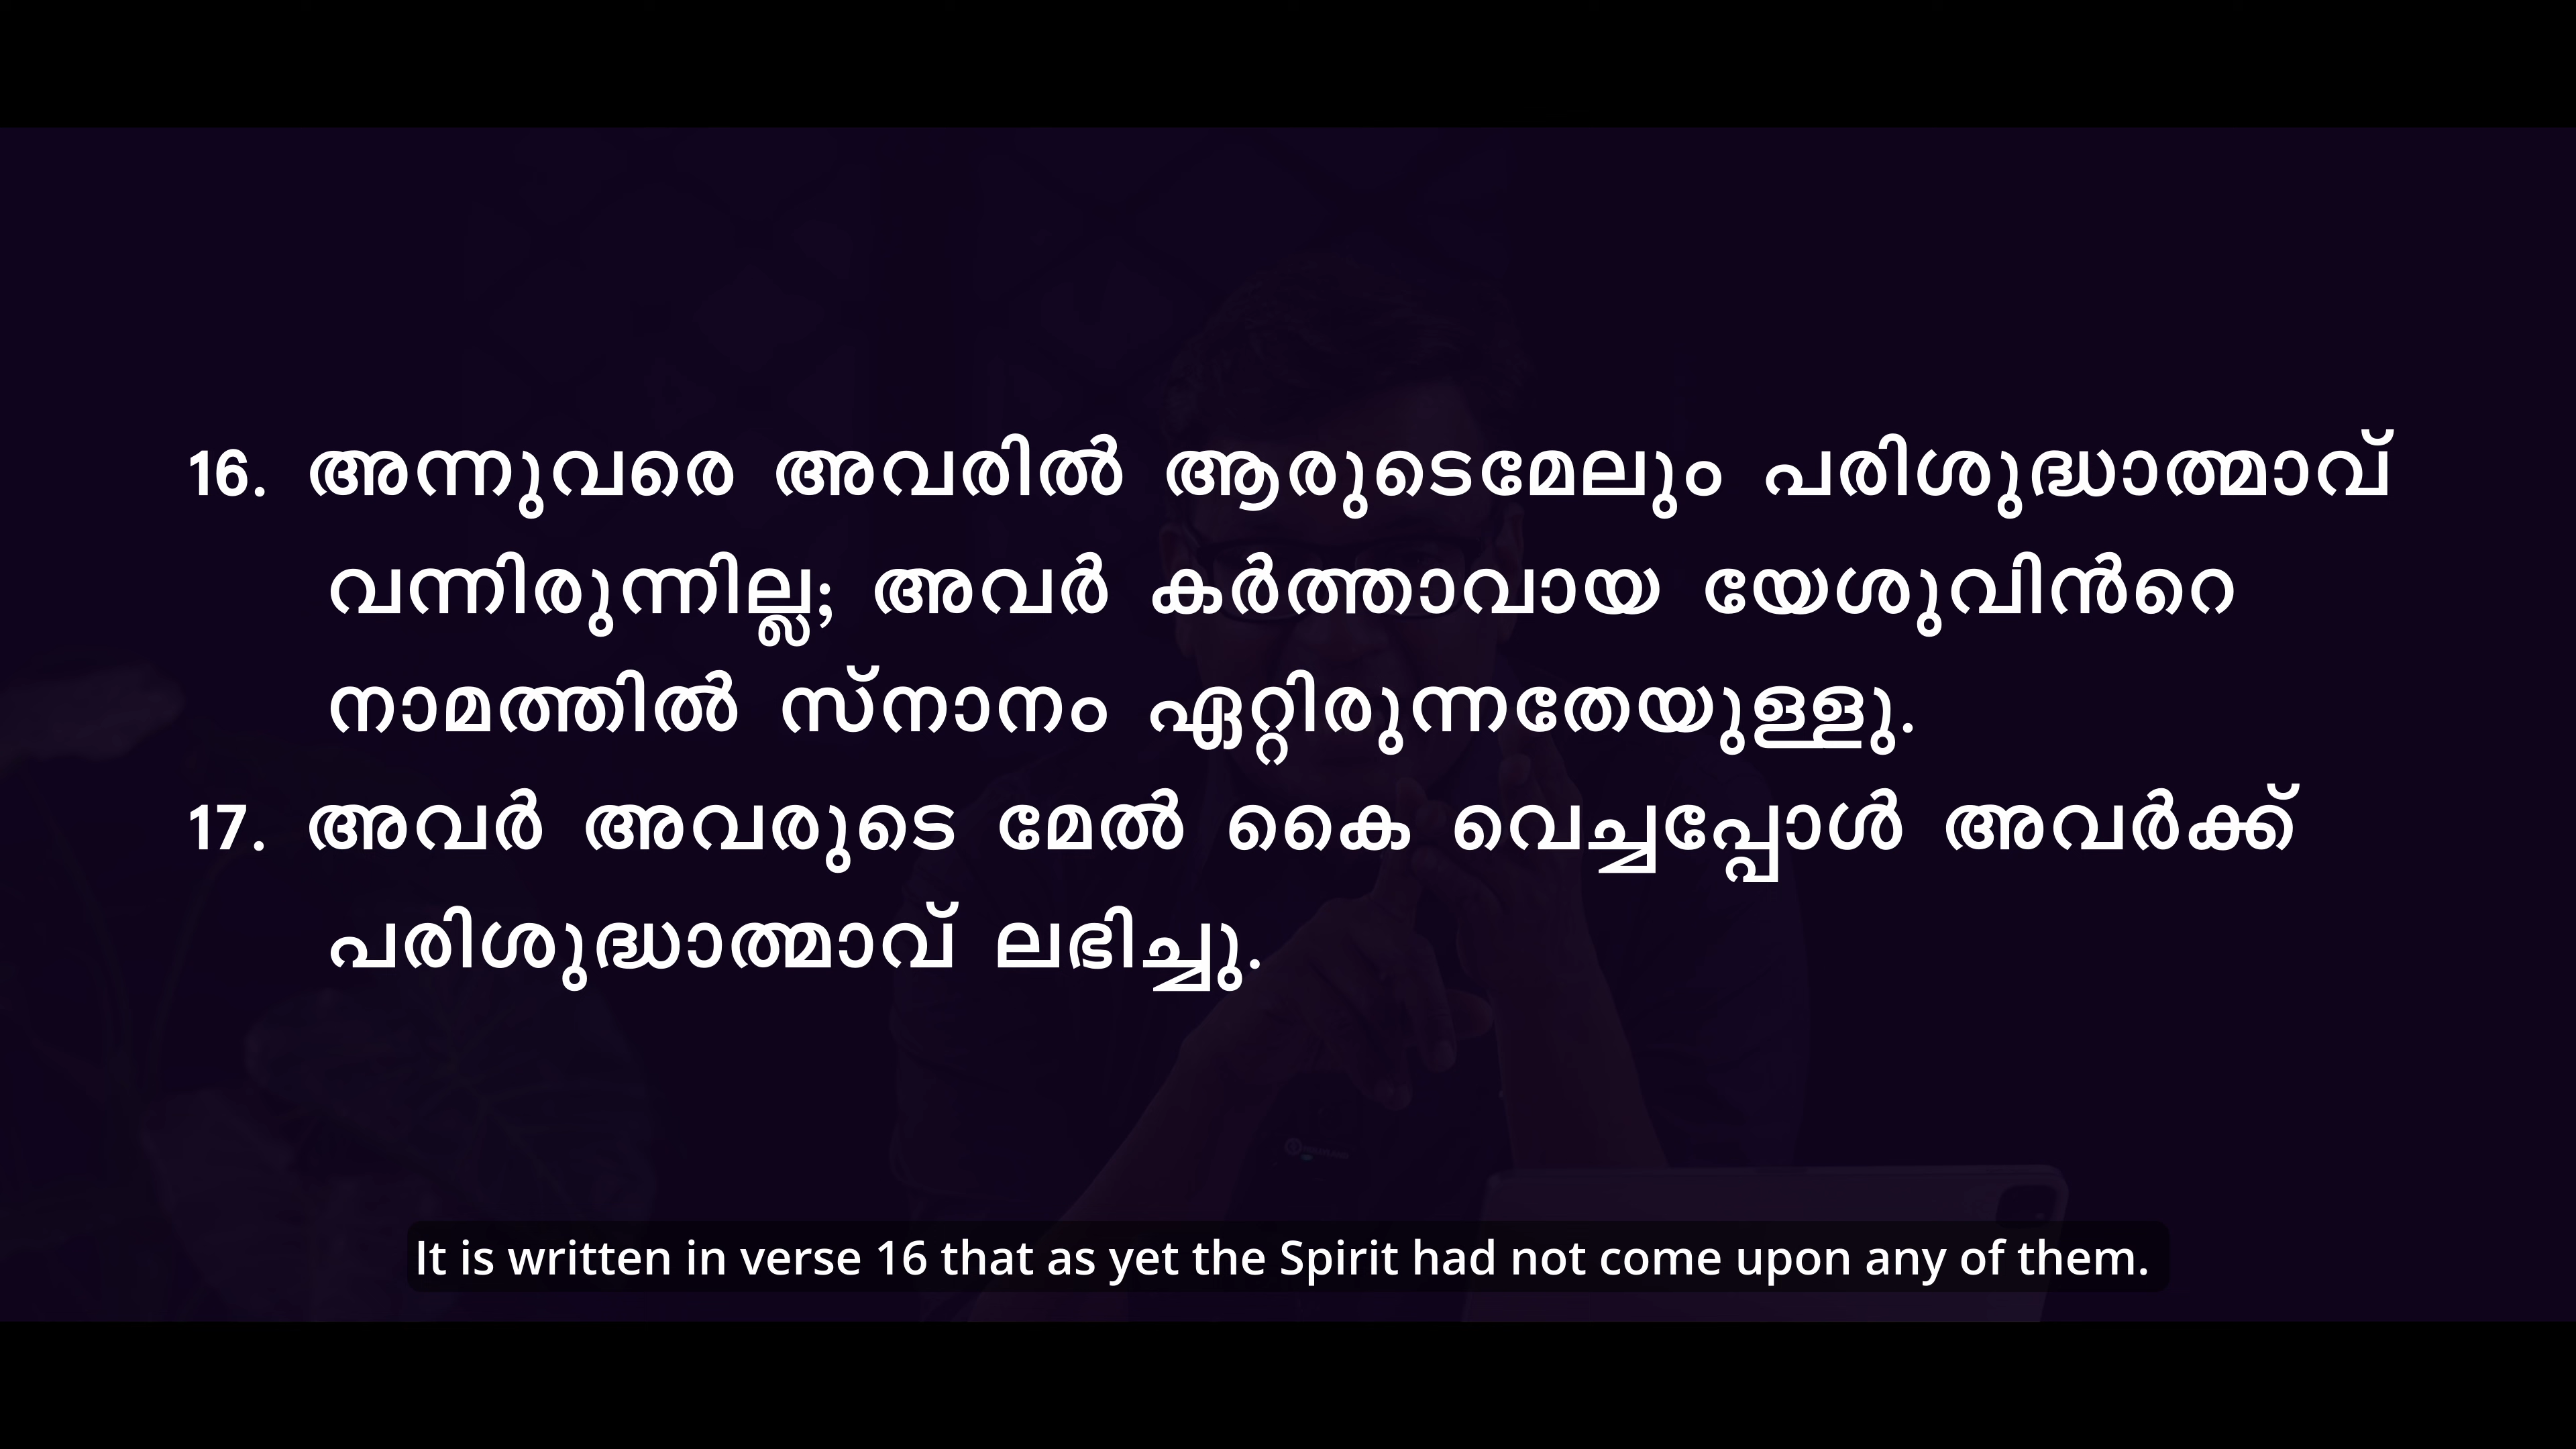 16. അന്നുവരെ അവരിൽ ആരുടെമേലും പരിശുദ്ധാത്മാവ്
വന്നിരുന്നില്ല; അവർ കർത്താവായ യേശുവിൻറെ
നാമത്തിൽ സ്നാനം ഏറ്റിരുന്നതേയുള്ളു.
17. അവർ അവരുടെ മേൽ കൈ വെച്ചപ്പോൾ അവർക്ക്
പരിശുദ്ധാത്മാവ് ലഭിച്ചു.
It is written in verse 16 that as yet the Spirit had not come upon any of them.